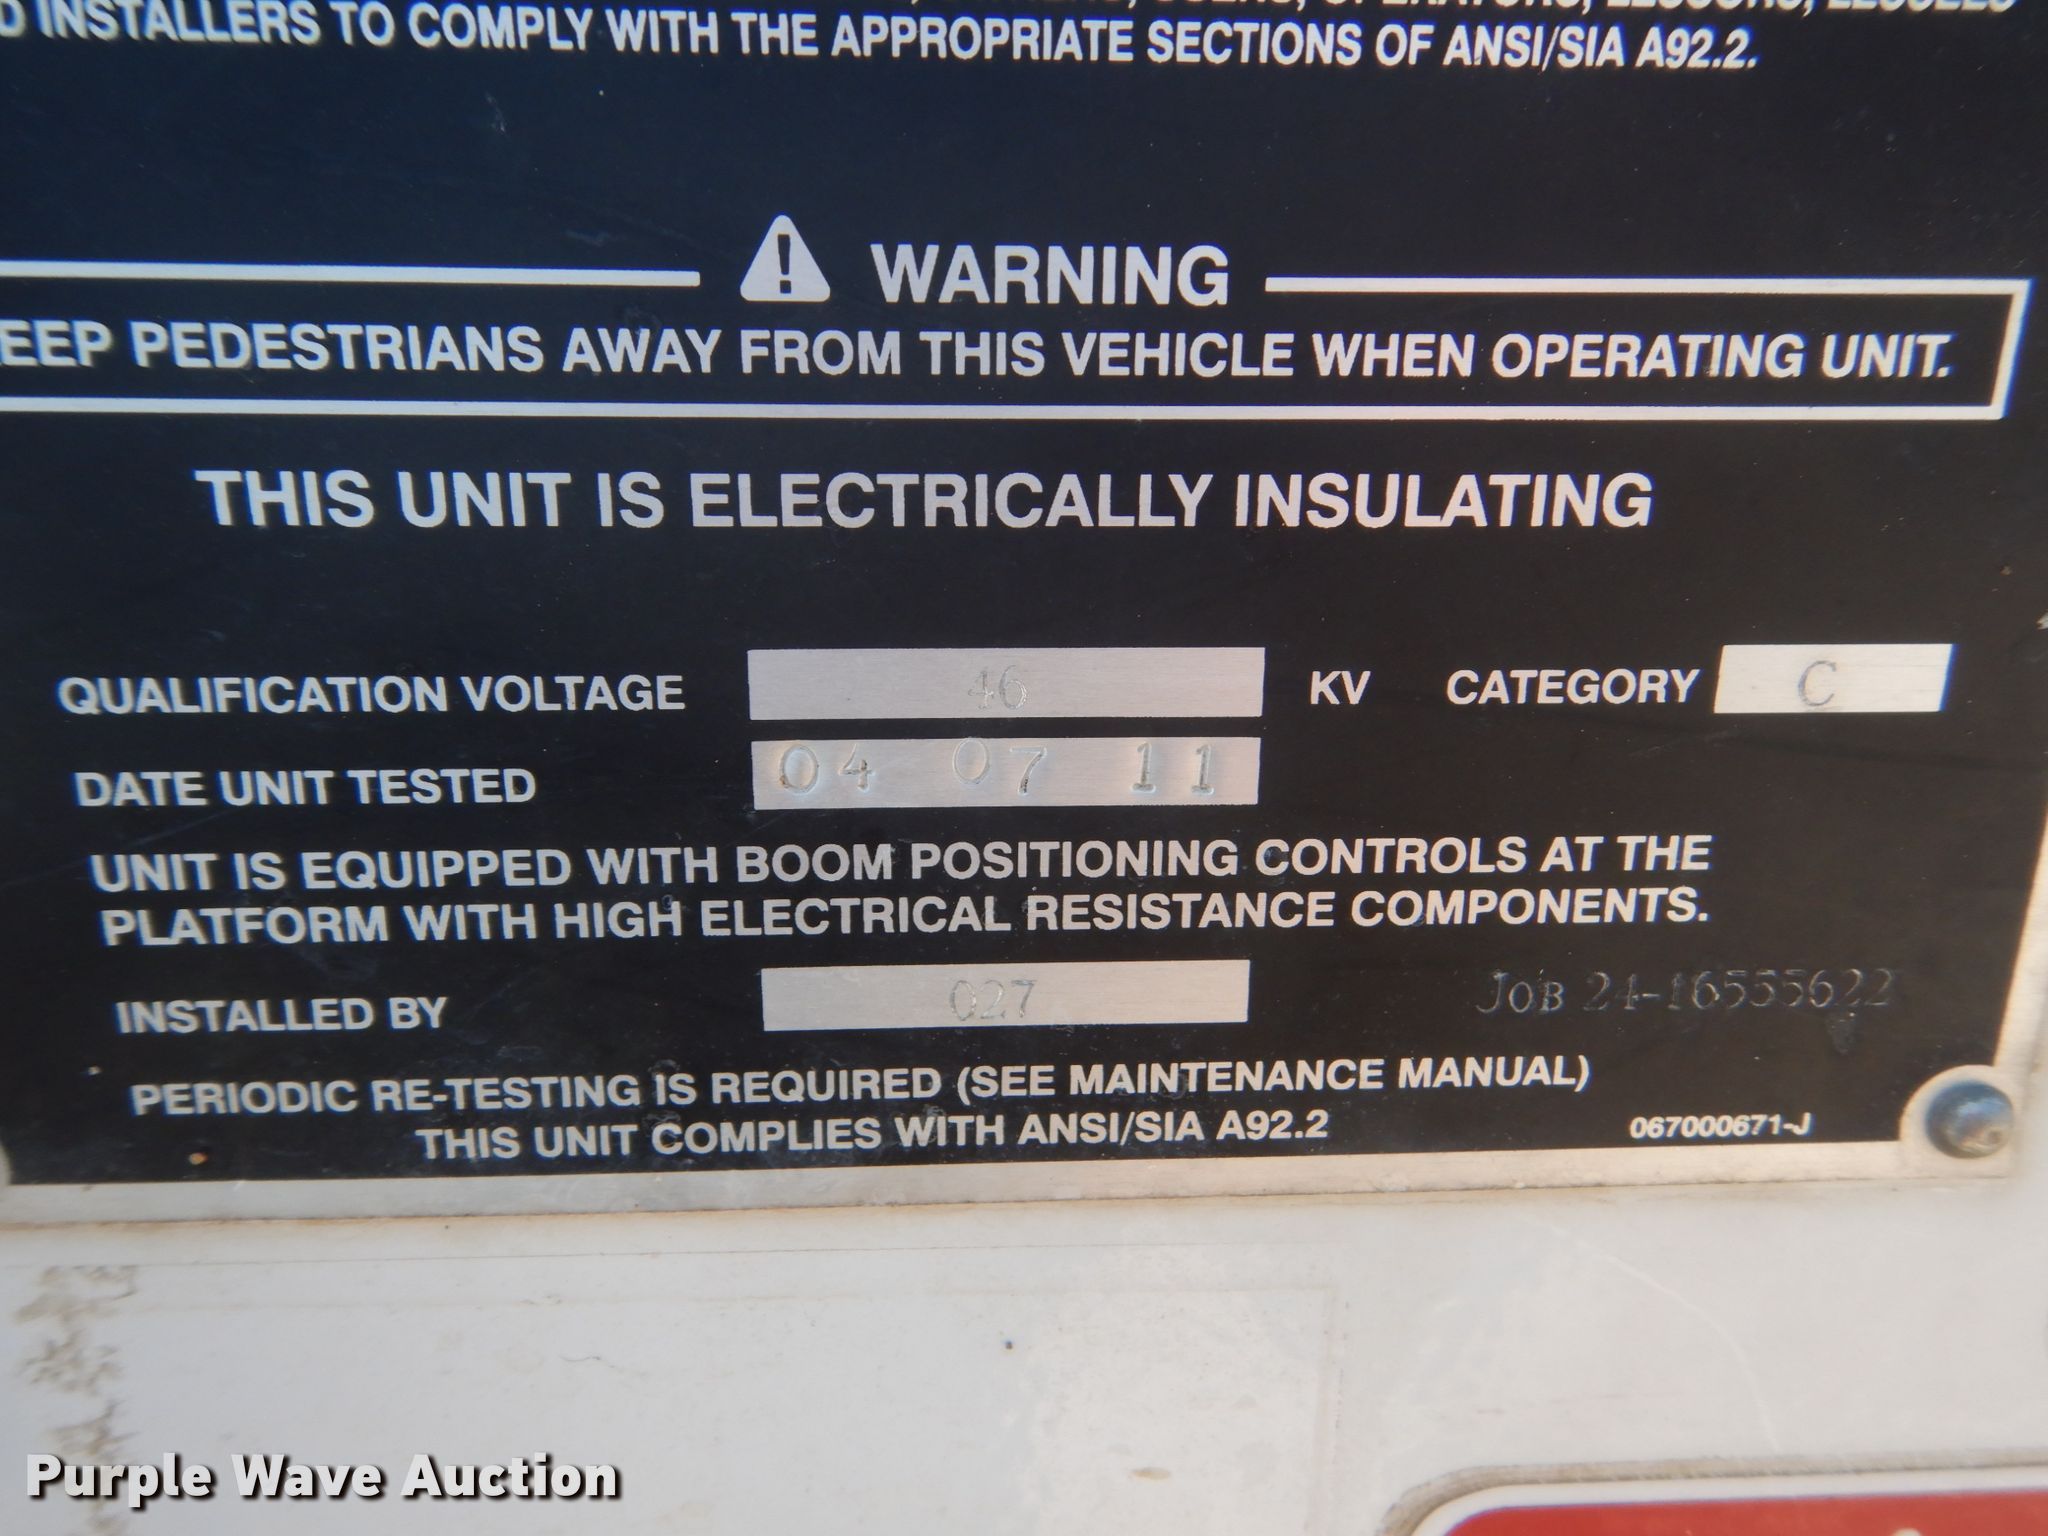 INSTALLERS TO COMPLY WITH THE APPROPRIATE SECTIONS OF ANSI/SIA A92.2.
WARNING
EEP PEDESTRIANS AWAY FROM THIS VEHICLE WHEN OPERATING UNIT.
THIS UNIT IS ELECTRICALLY INSULATING
QUALIFICATION VOLTAGE 46 KV CATEGORY C
DATE UNIT TESTED 04 07 11
UNIT IS EQUIPPED WITH BOOM POSITIONING CONTROLS AT THE
PLATFORM WITH HIGH ELECTRICAL RESISTANCE COMPONENTS.
INSTALLED BY 027 JOB 24-16555622
PERIODIC RE-TESTING IS REQUIRED (SEE MAINTENANCE MANUAL)
THIS UNIT COMPLIES WITH ANSI/SIA A92.2 067000671-J
Purple Wave Auction